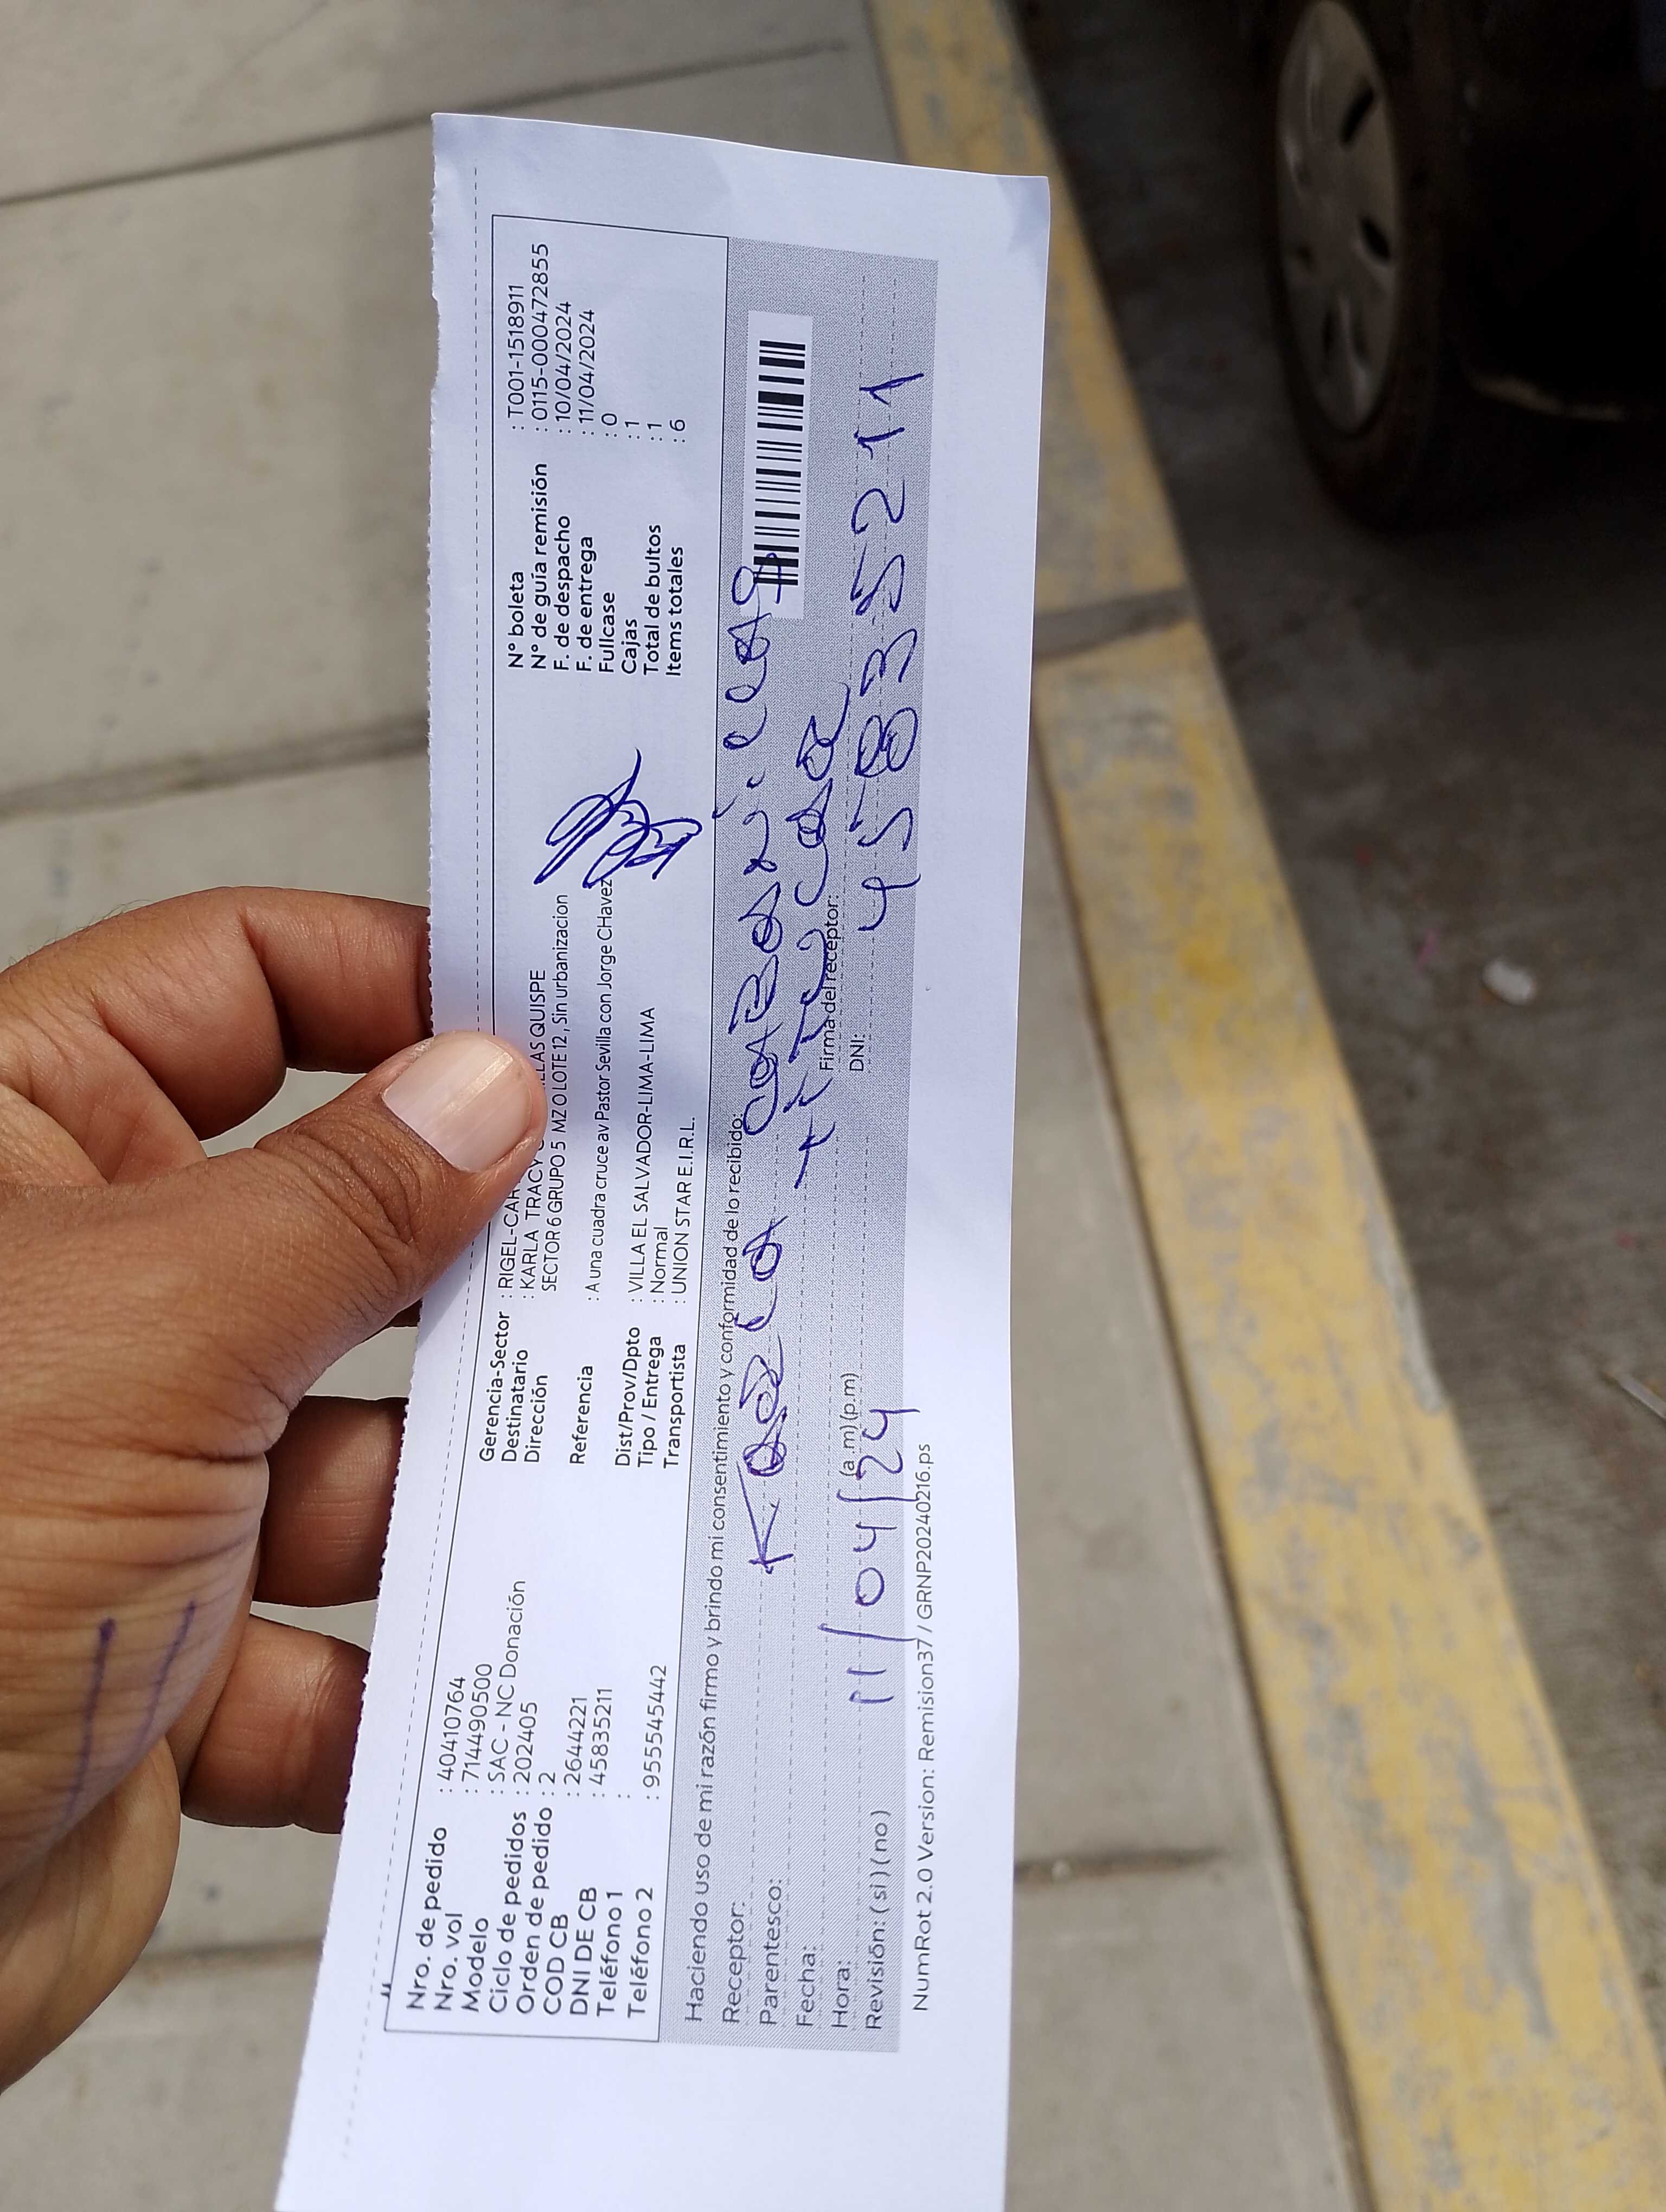 Nro. de pedido : 40410764
Nro. vol : 714490500
Modelo : SAC - NC Donación
Ciclo de pedidos : 202405
Orden de pedido : 2
COD CB : 2644221
DNI DE CB : 45835211
Teléfono 1 :
Teléfono 2 : 955545442
Gerencia-Sector : RIGEL-CAR
Destinatario : KARLA TRACY LLAS QUISPE
Dirección SECTOR 6 GRUPO 5 MZ O LOTE 12 , Sin urbanizacion
Referencia : A una cuadra cruce av Pastor Sevilla con Jorge CHavez
Dist/Prov/Dpto : VILLA EL SALVADOR-LIMA-LIMA
Tipo / Entrega : Normal
Transportista : UNION STAR E.I.R.L.
N° boleta : T001-1518911
N° de guía remisión : 0115-0000472855
F. de despacho : 10/04/2024
F. de entrega : 11/04/2024
Fullcase : 0
Cajas : 1
Total de bultos : 1
Items totales : 6
Haciendo uso de mi razón firmo y brindo mi consentimiento y conformidad de lo recibido:
Receptor: Karla Cabanillas
Parentesco: Titular
Fecha: 11/04/24 Firma del receptor:
Hora: (a.m) (p.m) DNI: 45835211
Revisión: ( si ) ( no )
NumRot 2.0 Version: Remision37 / GRNP20240216.ps